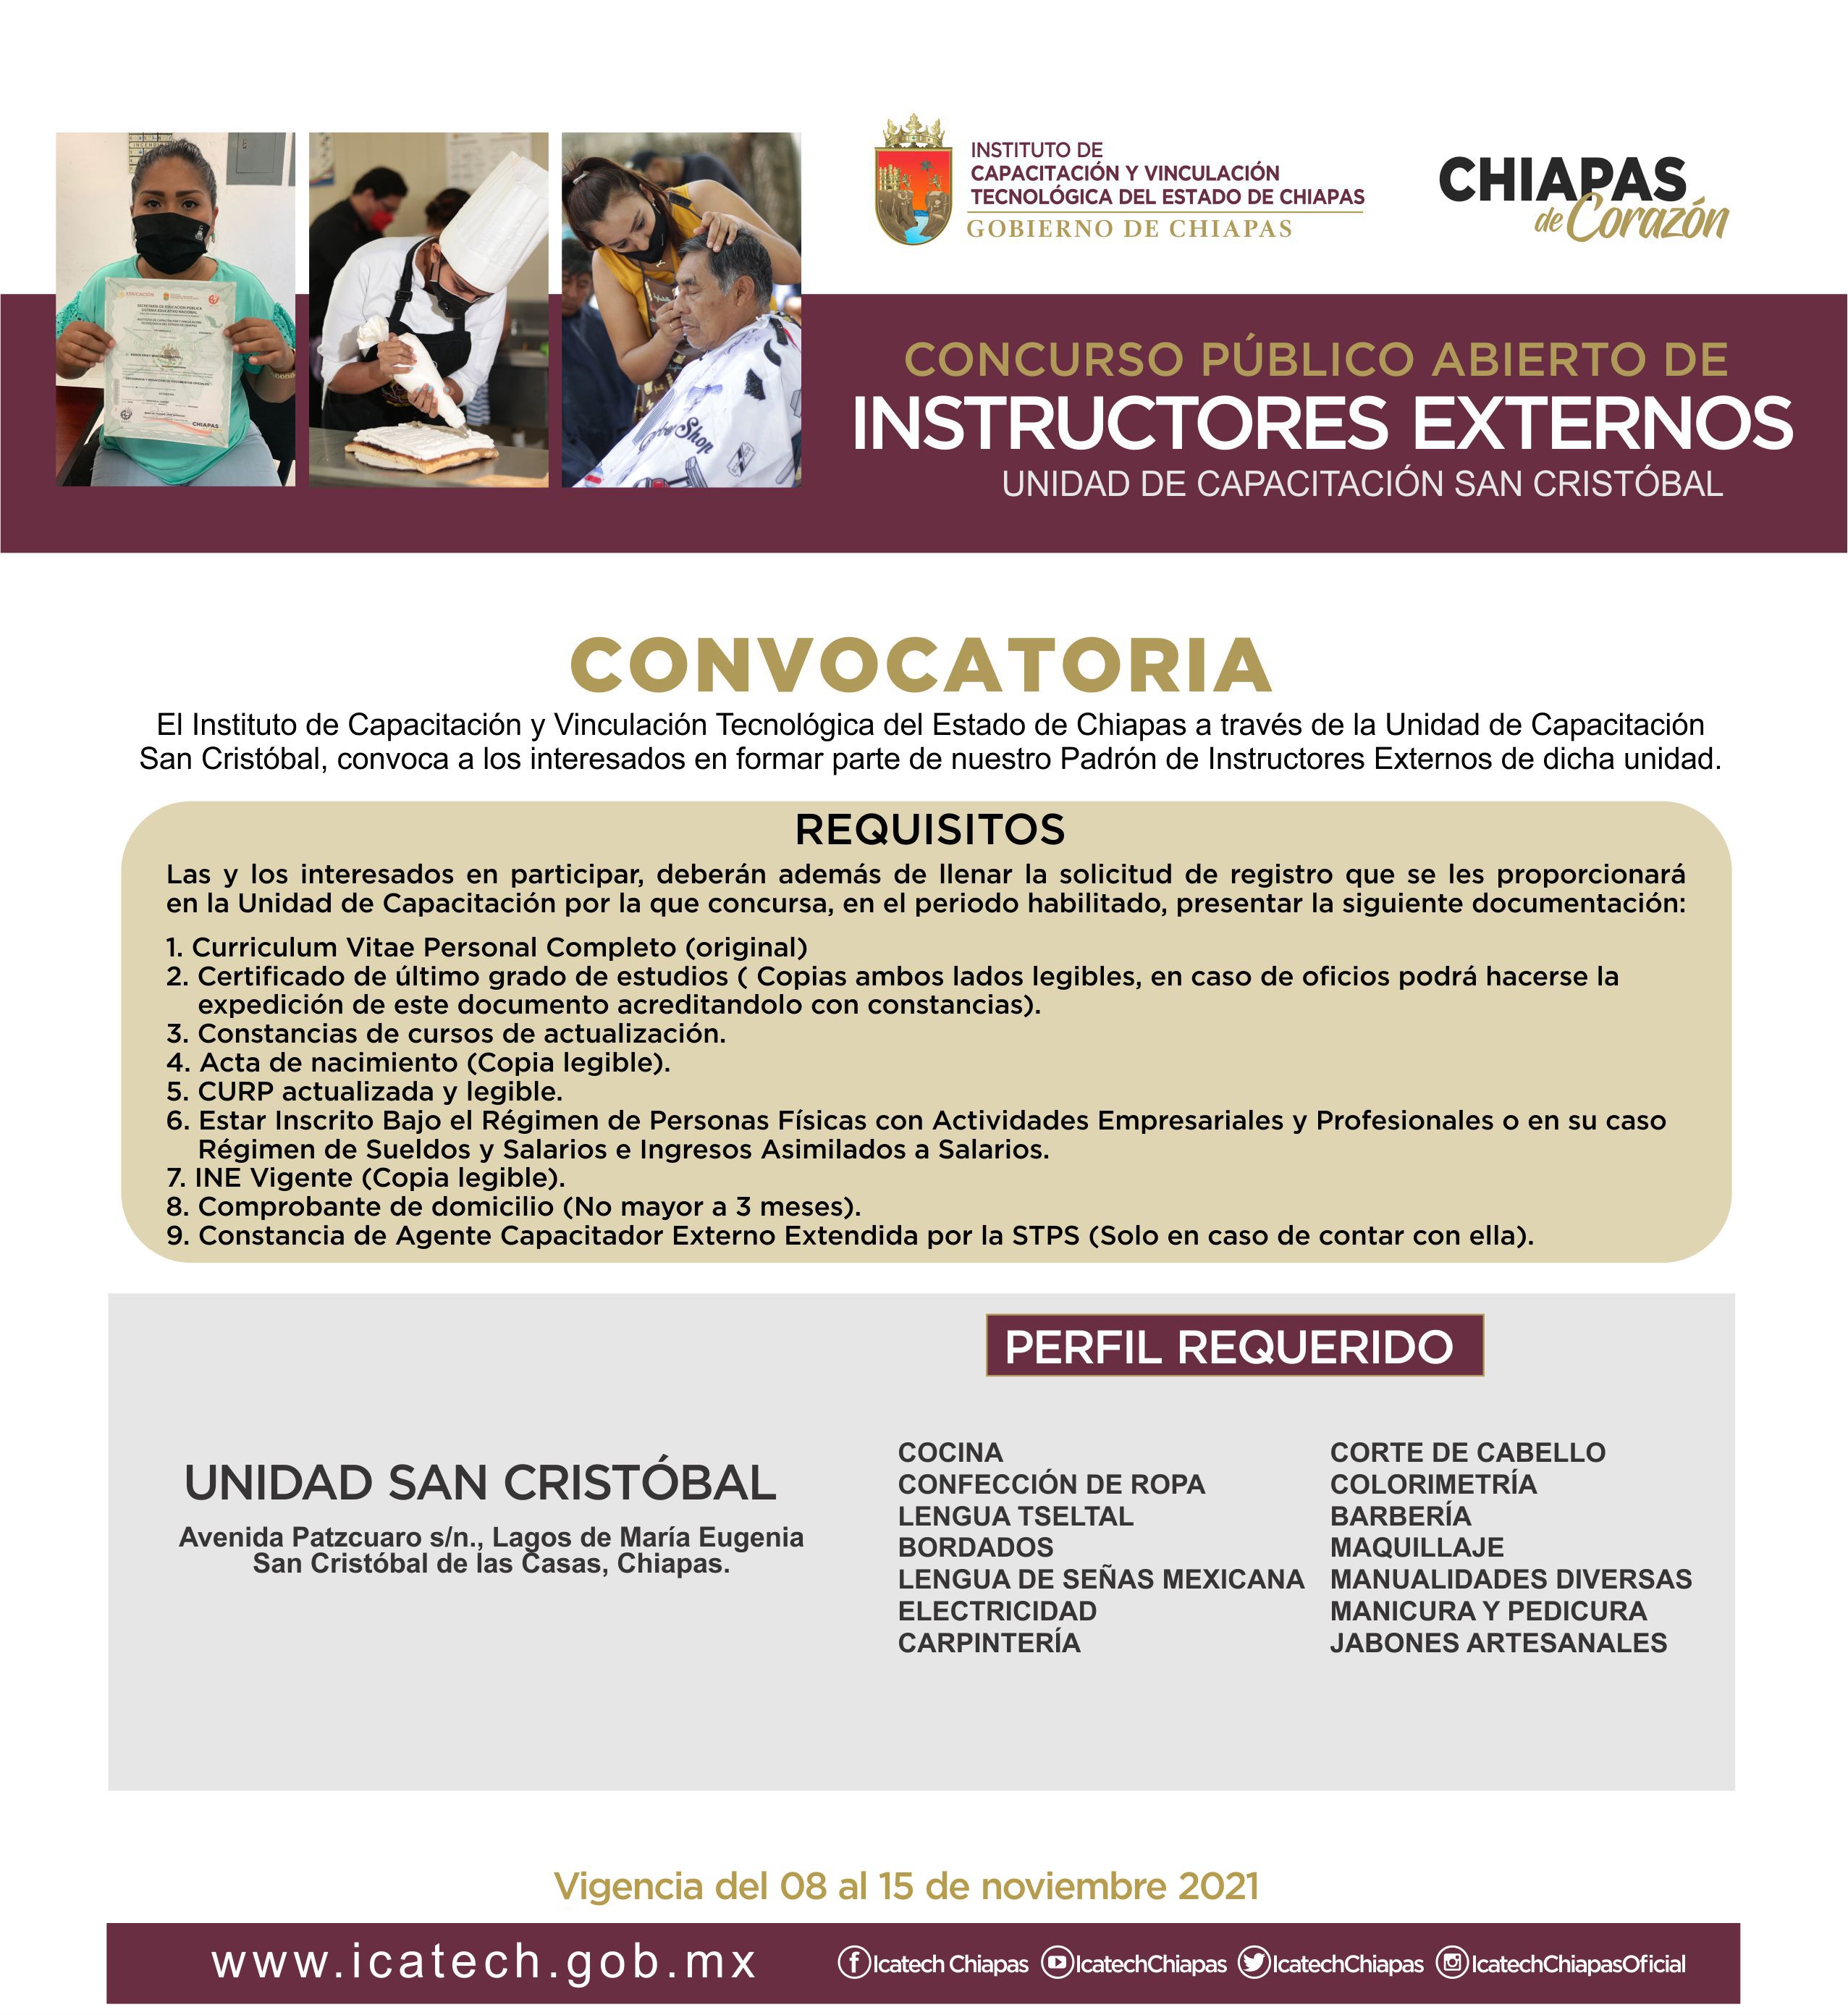 INSTITUTO DE
CAPACITACIÓN Y VINCULACIÓN
TECNOLÓGICA DEL ESTADO DE CHIAPAS
GOBIERNO DE CHIAPAS
CHIAPAS
de Corazón
CONCURSO PÚBLICO ABIERTO DE
INSTRUCTORES EXTERNOS
UNIDAD DE CAPACITACIÓN SAN CRISTÓBAL
CONVOCATORIA
El Instituto de Capacitación y Vinculación Tecnológica del Estado de Chiapas a través de la Unidad de Capacitación
San Cristóbal, convoca a los interesados en formar parte de nuestro Padrón de Instructores Externos de dicha unidad.
REQUISITOS
Las y los interesados en participar, deberán además de llenar la solicitud de registro que se les proporcionará
en la Unidad de Capacitación por la que concursa, en el periodo habilitado, presentar la siguiente documentación:
1. Curriculum Vitae Personal Completo (original)
2. Certificado de último grado de estudios ( Copias ambos lados legibles, en caso de oficios podrá hacerse la
expedición de este documento acreditandolo con constancias).
3. Constancias de cursos de actualización.
4. Acta de nacimiento (Copia legible).
5. CURP actualizada y legible.
6. Estar Inscrito Bajo el Régimen de Personas Físicas con Actividades Empresariales y Profesionales o en su caso
Régimen de Sueldos y Salarios e Ingresos Asimilados a Salarios.
7. INE Vigente (Copia legible).
8. Comprobante de domicilio (No mayor a 3 meses).
9. Constancia de Agente Capacitador Externo Extendida por la STPS (Solo en caso de contar con ella).
UNIDAD SAN CRISTÓBAL
Avenida Patzcuaro s/n., Lagos de María Eugenia
San Cristóbal de las Casas, Chiapas.
PERFIL REQUERIDO
COCINA
CONFECCIÓN DE ROPA
LENGUA TSELTAL
BORDADOS
LENGUA DE SEÑAS MEXICANA
ELECTRICIDAD
CARPINTERÍA
CORTE DE CABELLO
COLORIMETRÍA
BARBERÍA
MAQUILLAJE
MANUALIDADES DIVERSAS
MANICURA Y PEDICURA
JABONES ARTESANALES
Vigencia del 08 al 15 de noviembre 2021
www.icatech.gob.mx
Icatech Chiapas IcatechChiapas IcatechChiapas IcatechChiapasOficial